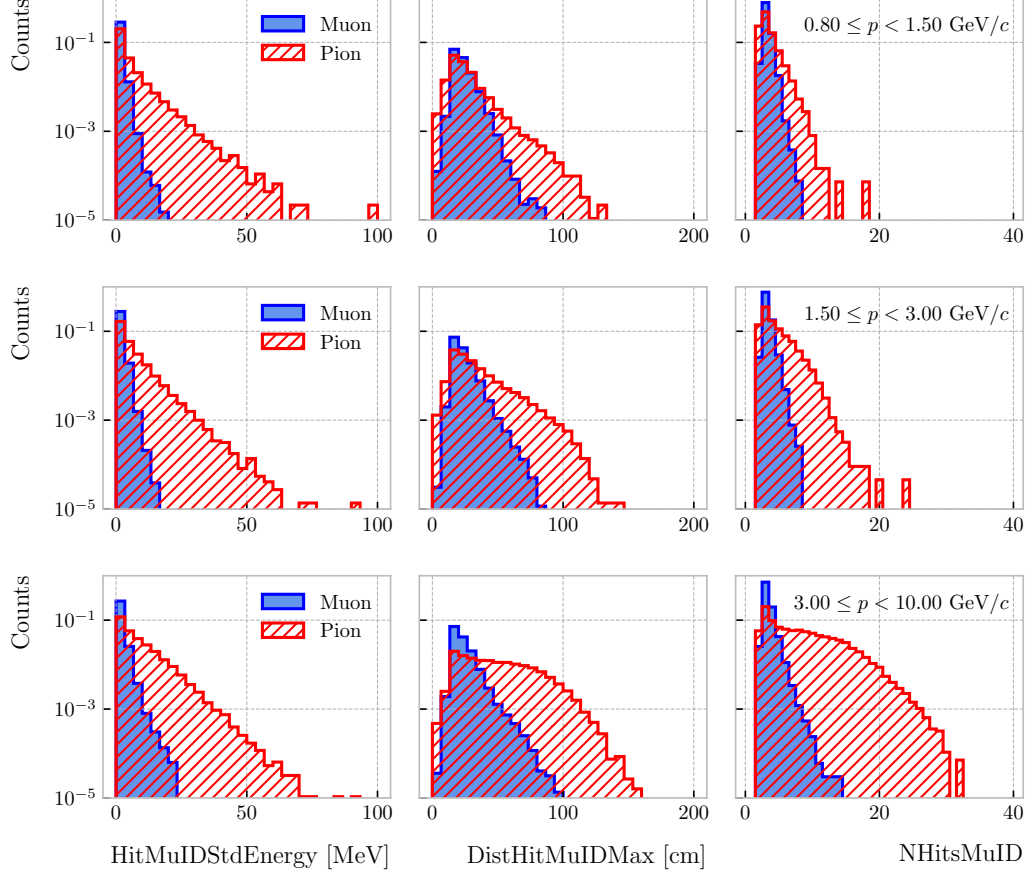 Counts
10⁻¹
10⁻³
10⁻⁵
Muon
Pion
0.80 ≤ p < 1.50 GeV/c
0 50 100
0 100 200
0 20 40
Counts
10⁻¹
10⁻³
10⁻⁵
Muon
Pion
1.50 ≤ p < 3.00 GeV/c
0 50 100
0 100 200
0 20 40
Counts
10⁻¹
10⁻³
10⁻⁵
Muon
Pion
3.00 ≤ p < 10.00 GeV/c
0 50 100
0 100 200
0 20 40
HitMuIDStdEnergy [MeV]
DistHitMuIDMax [cm]
NHitsMuID